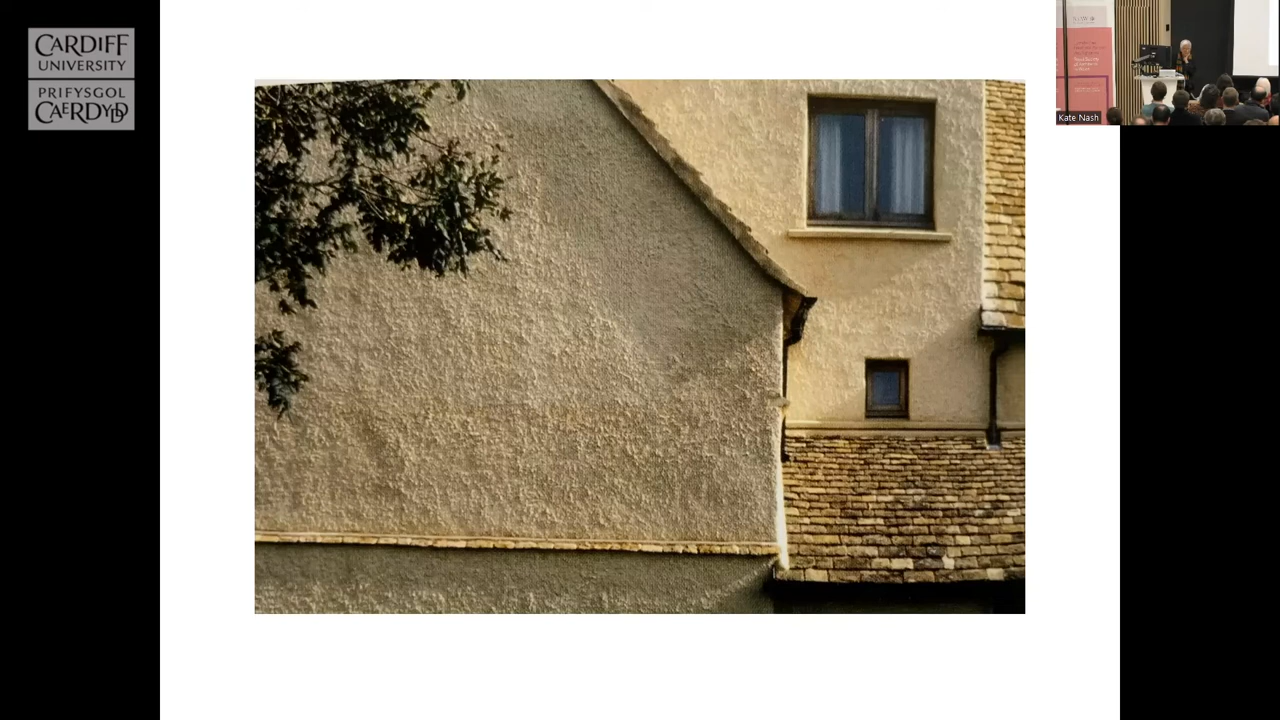 CARDIFF
UNIVERSITY
PRIFYSGOL
CAERDYDD
Kate Nash